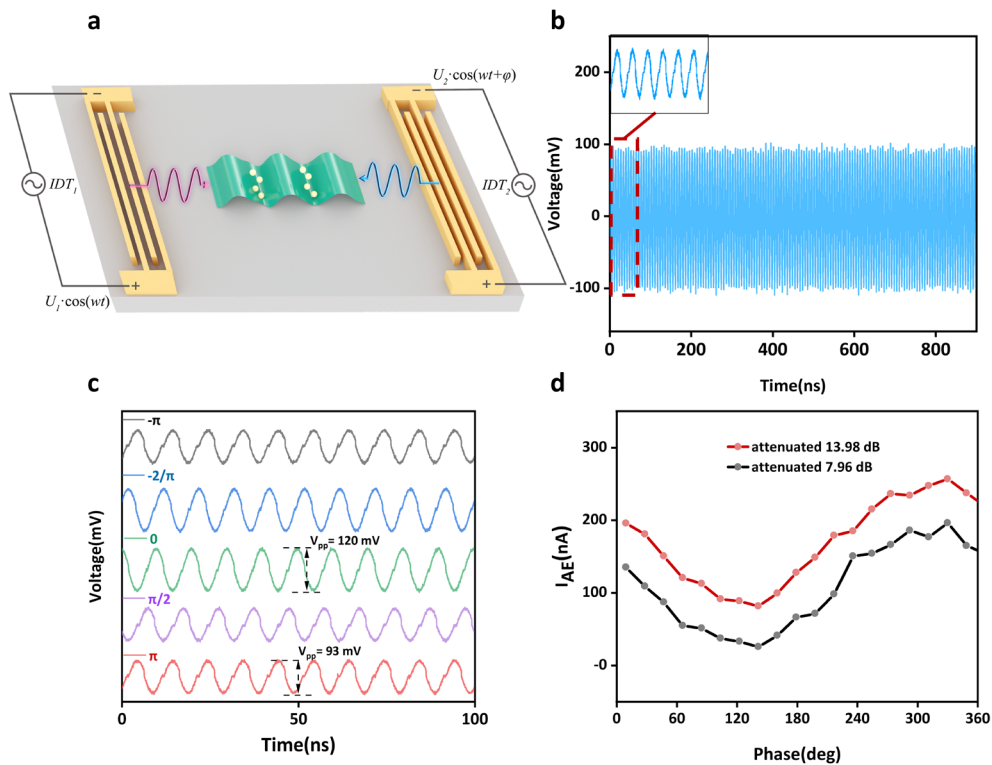 a
U₂·cos(wt+φ)
IDT₁
IDT₂
U₁·cos(wt)
b
Voltage(mV)
200
100
0
-100
0
200
400
600
800
Time(ns)
c
Voltage(mV)
-π
-2/π
0
Vpp= 120 mV
π/2
Vpp= 93 mV
π
0
50
100
Time(ns)
d
I_AE(nA)
300
200
100
-0
attenuated 13.98 dB
attenuated 7.96 dB
0
60
120
180
240
300
360
Phase(deg)